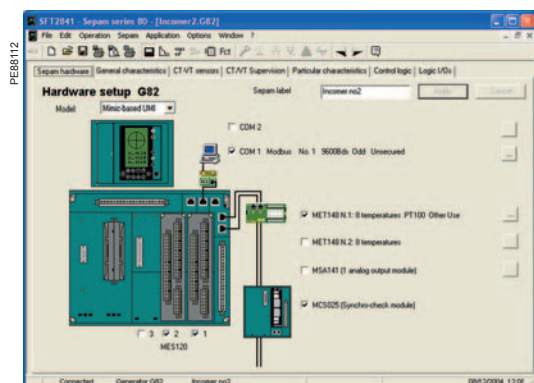 PE88112
SFT2841 - Sepam series 80 - [Incomer2.G82]
File Edit Operation Sepam Application Options Window ?
Fct
Sepam hardware General characteristics CT-VT sensors CT/VT Supervision Particular characteristics Control logic Logic I/Os
Hardware setup G82
Sepam label
Incomer no2
Apply
Cancel
Model:
Mimic-based UMI
COM 2
COM 1 Modbus No. 1 9600Bds Odd Unsecured
...
MET148 N.1: 8 temperatures PT100 Other Use
...
MET148 N.2: 8 temperatures
MSA141 (1 analog output module)
MCS025 (Synchro-check module)
3 2 1
MES120
Connected Generator G82 Incomer no2 08/12/2004 12:08